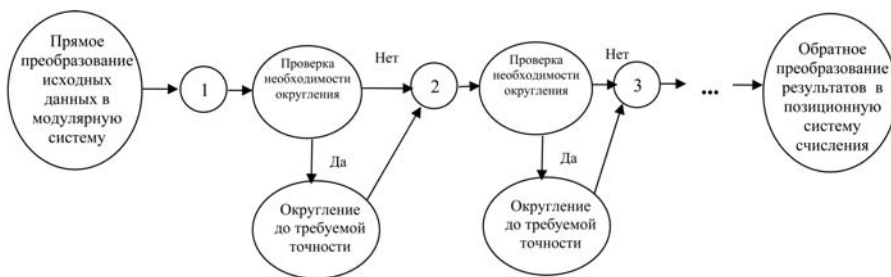 Прямое
преобразование
исходных
данных в
модулярную
систему
1
Проверка
необходимости
округления
Нет
Да
Округление
до требуемой
точности
2
Проверка
необходимости
округления
Нет
Да
Округление
до требуемой
точности
3
...
Обратное
преобразование
результатов в
позиционную
систему
счисления